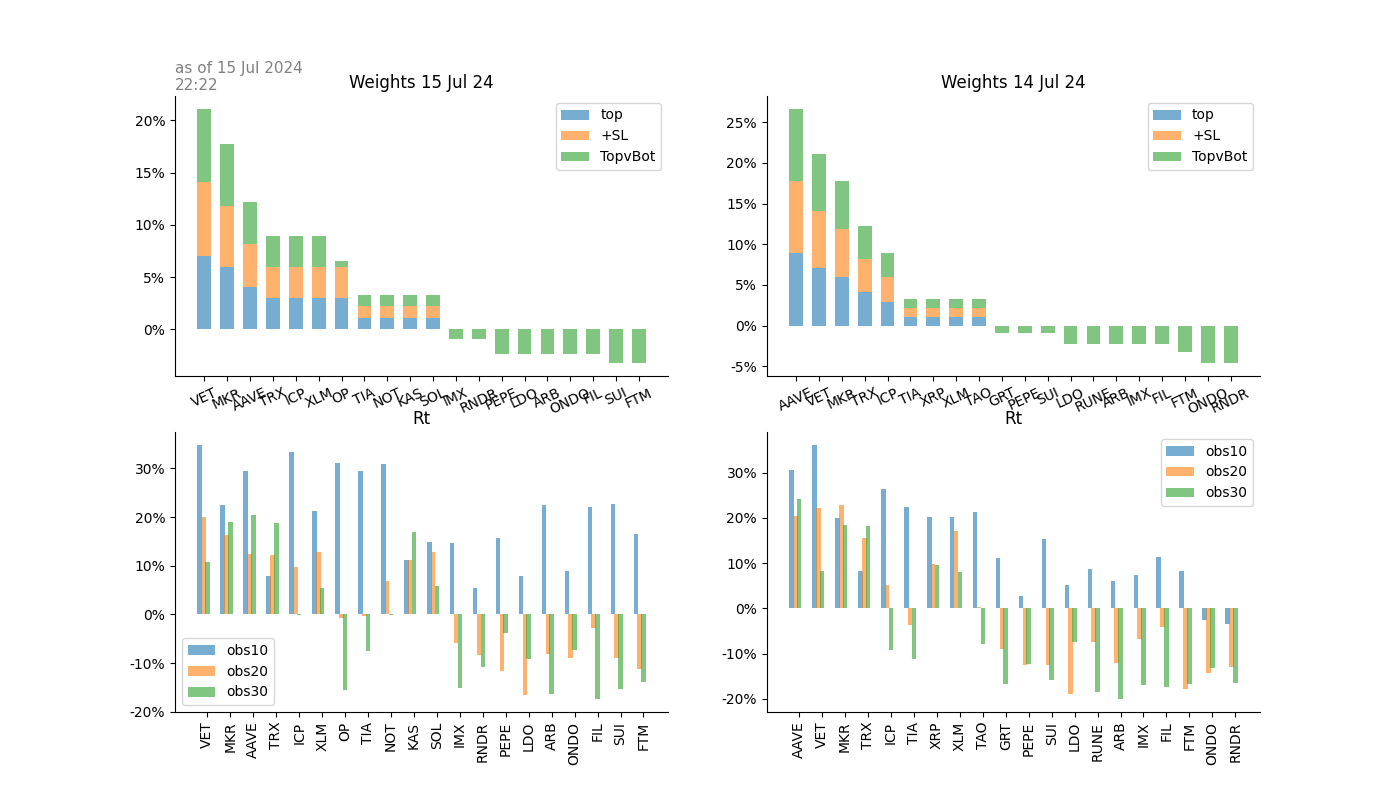 as of 15 Jul 2024
22:22
Weights 15 Jul 24
20%
15%
10%
5%
0%
top
+SL
TopvBot
VET MKR AAVE TRX ICP XLM OP TIA NOT KAS SOL IMX RNDR PEPE LDO ARB ONDO FIL SUI FTM
Weights 14 Jul 24
25%
20%
15%
10%
5%
0%
-5%
top
+SL
TopvBot
AAVE VET MKR TRX ICP TIA XRP XLM TAO GRT PEPE SUI LDO RUNE ARB IMX FIL FTM ONDO RNDR
Rt
30%
20%
10%
0%
-10%
-20%
obs10
obs20
obs30
VET MKR AAVE TRX ICP XLM OP TIA NOT KAS SOL IMX RNDR PEPE LDO ARB ONDO FIL SUI FTM
Rt
30%
20%
10%
0%
-10%
-20%
obs10
obs20
obs30
AAVE VET MKR TRX ICP TIA XRP XLM TAO GRT PEPE SUI LDO RUNE ARB IMX FIL FTM ONDO RNDR